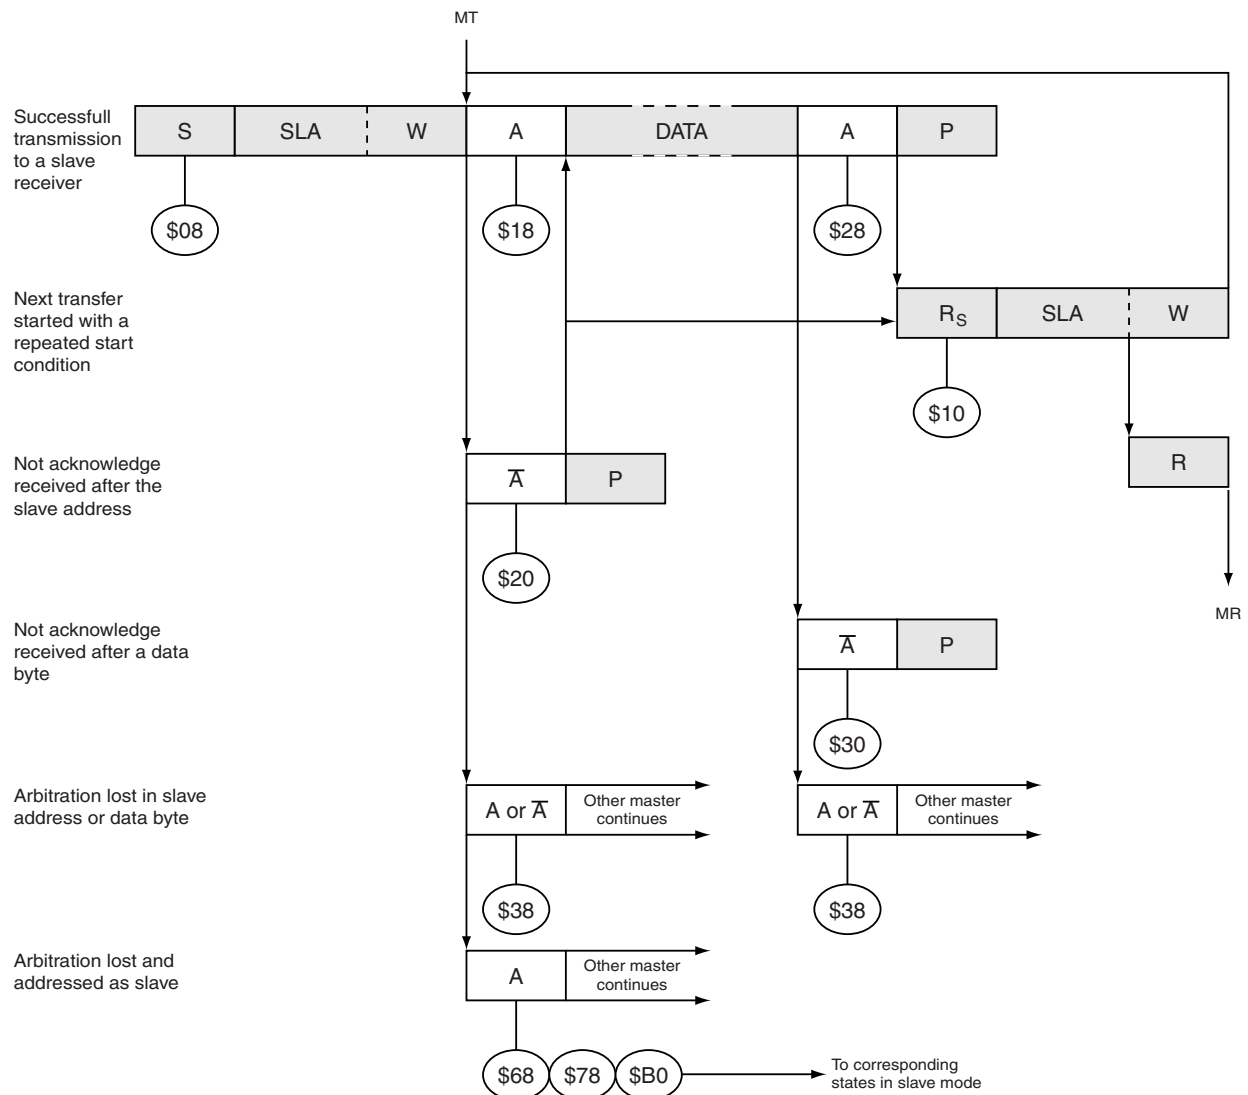 MT
Successfull
transmission
to a slave
receiver
S SLA W A DATA A P
$08 $18 $28
Next transfer
started with a
repeated start
condition
RS SLA W
$10
Not acknowledge
received after the
slave address
A̅ P
R
$20
MR
Not acknowledge
received after a data
byte
A̅ P
$30
Arbitration lost in slave
address or data byte
A or A̅ Other master
continues
A or A̅ Other master
continues
$38 $38
Arbitration lost and
addressed as slave
A Other master
continues
$68 $78 $B0
To corresponding
states in slave mode